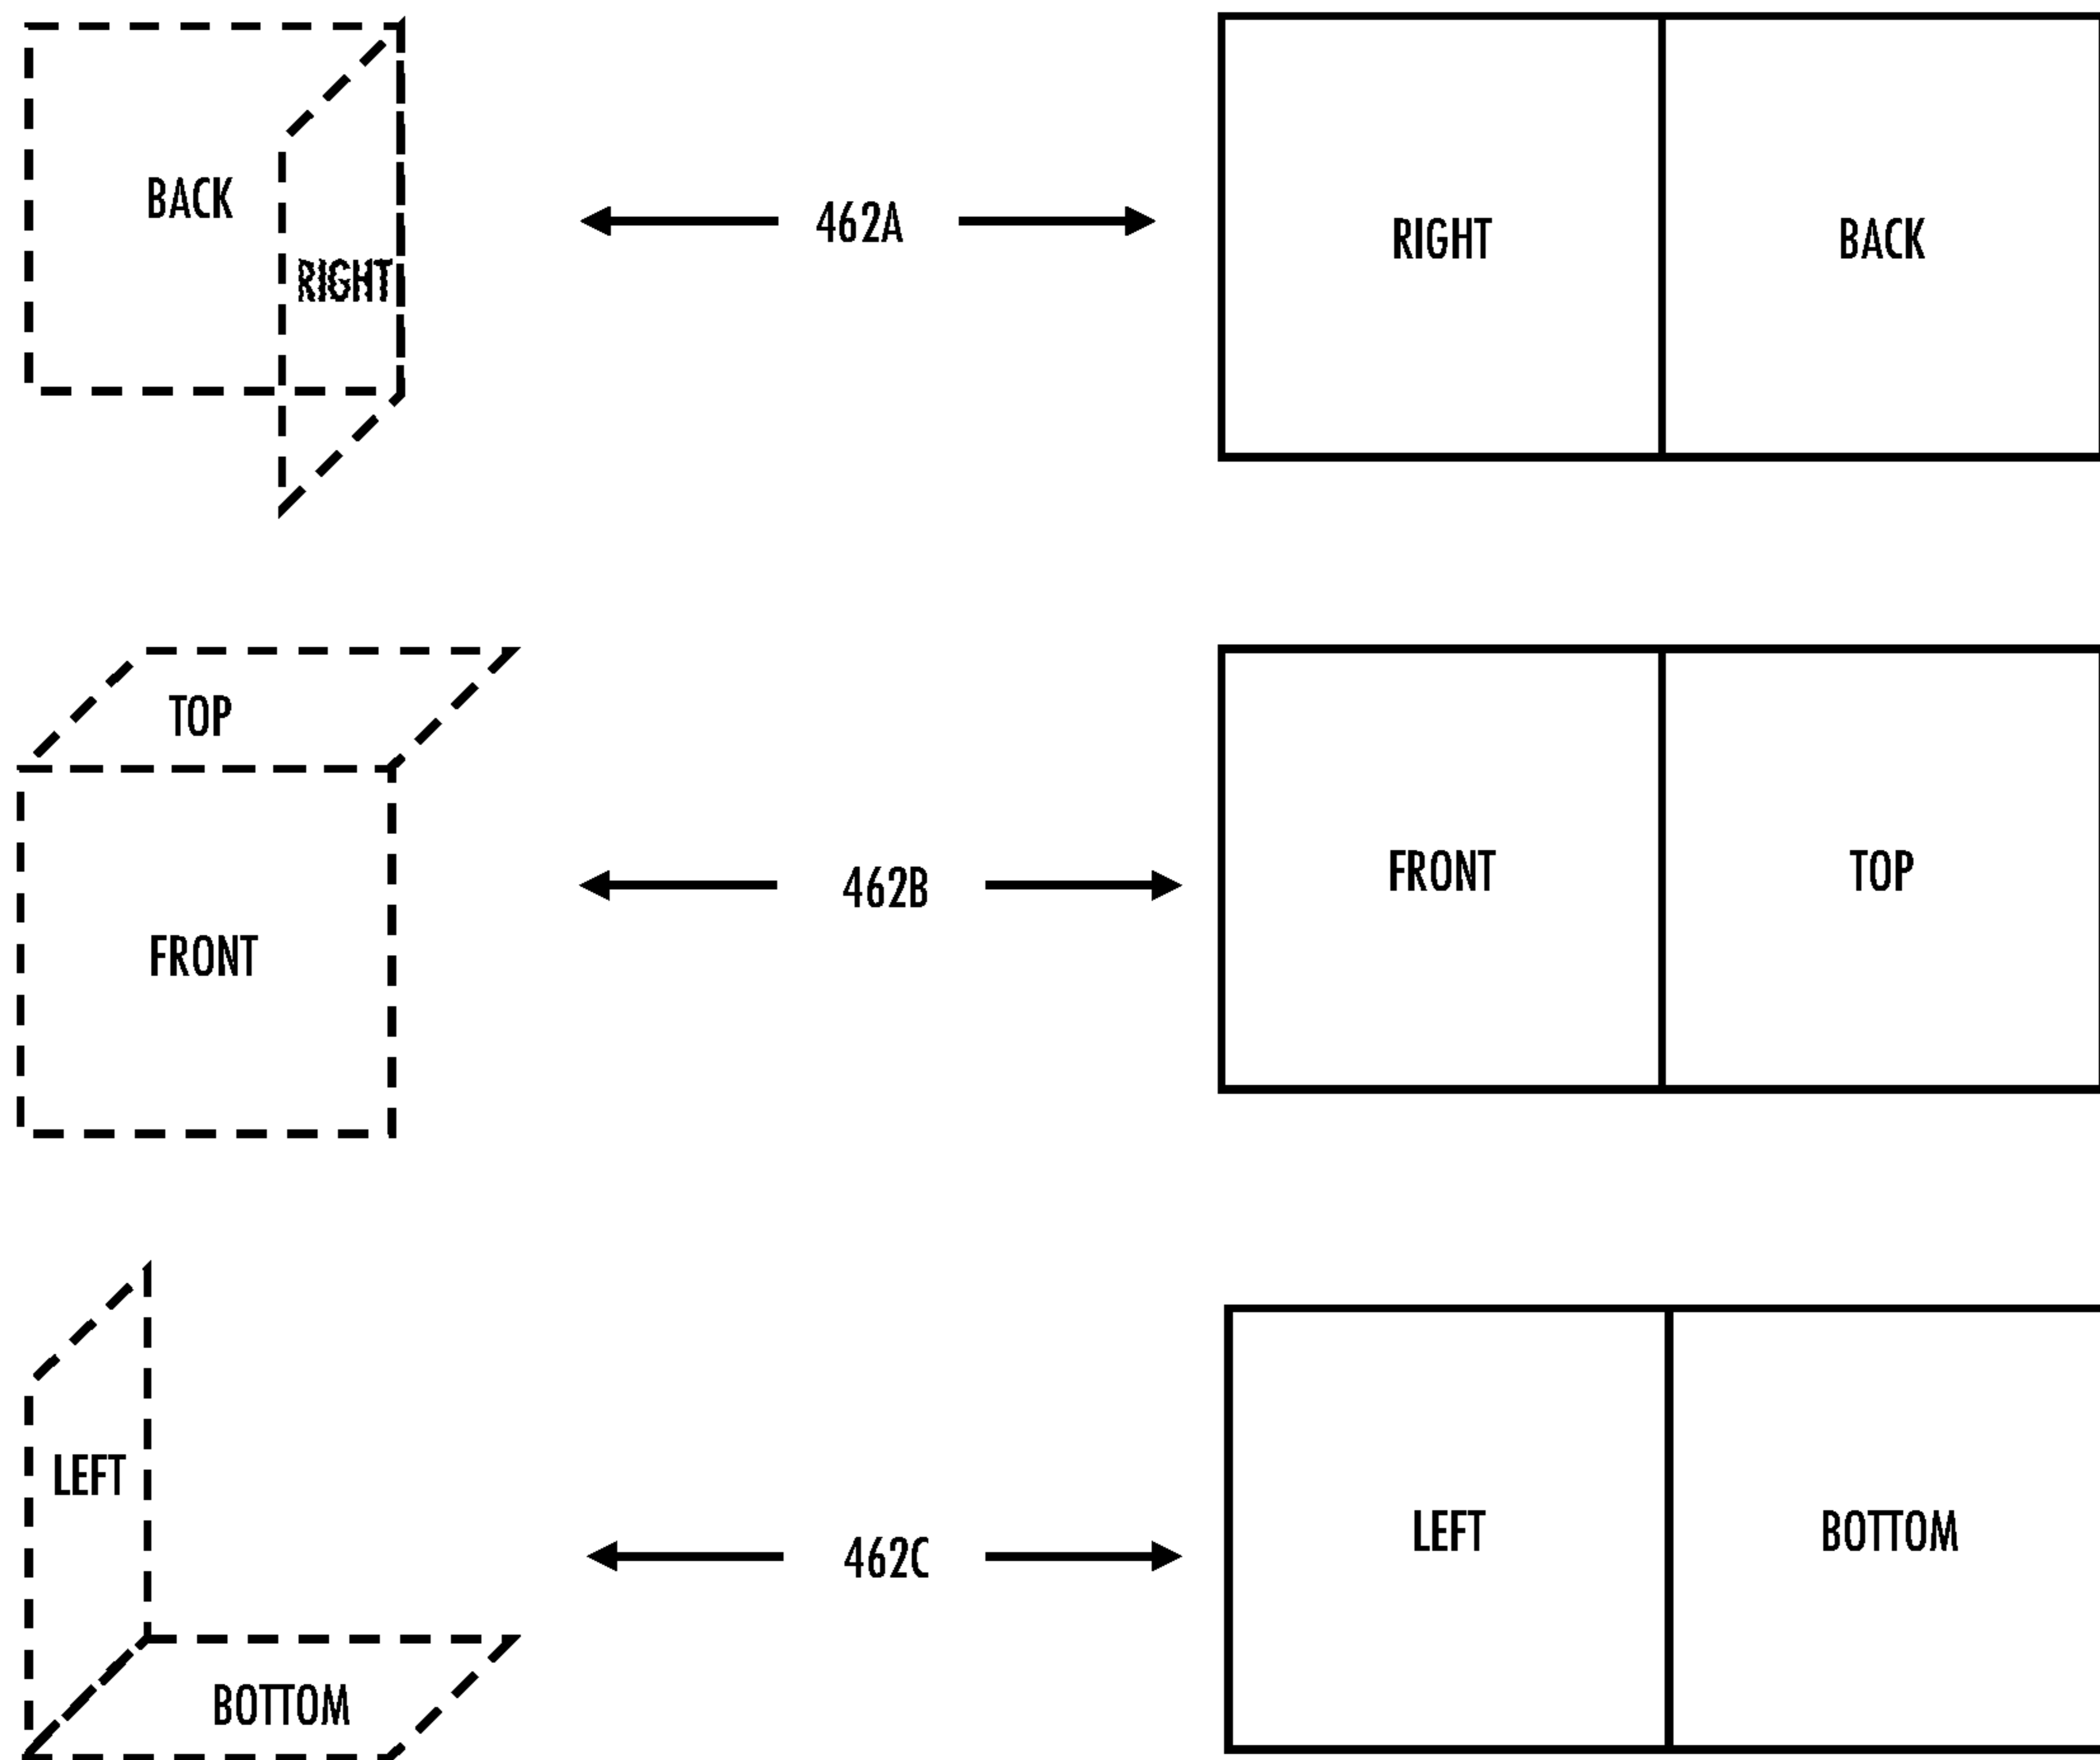 BACK
RIGHT
462A
RIGHT
BACK
TOP
FRONT
462B
FRONT
TOP
LEFT
BOTTOM
462C
LEFT
BOTTOM